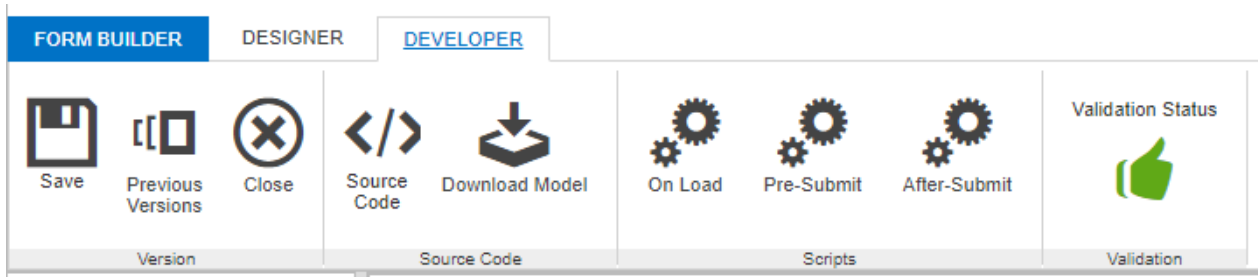 FORM BUILDER DESIGNER DEVELOPER
Validation Status
Save Previous Versions Close Source Code Download Model On Load Pre-Submit After-Submit
Version Source Code Scripts Validation